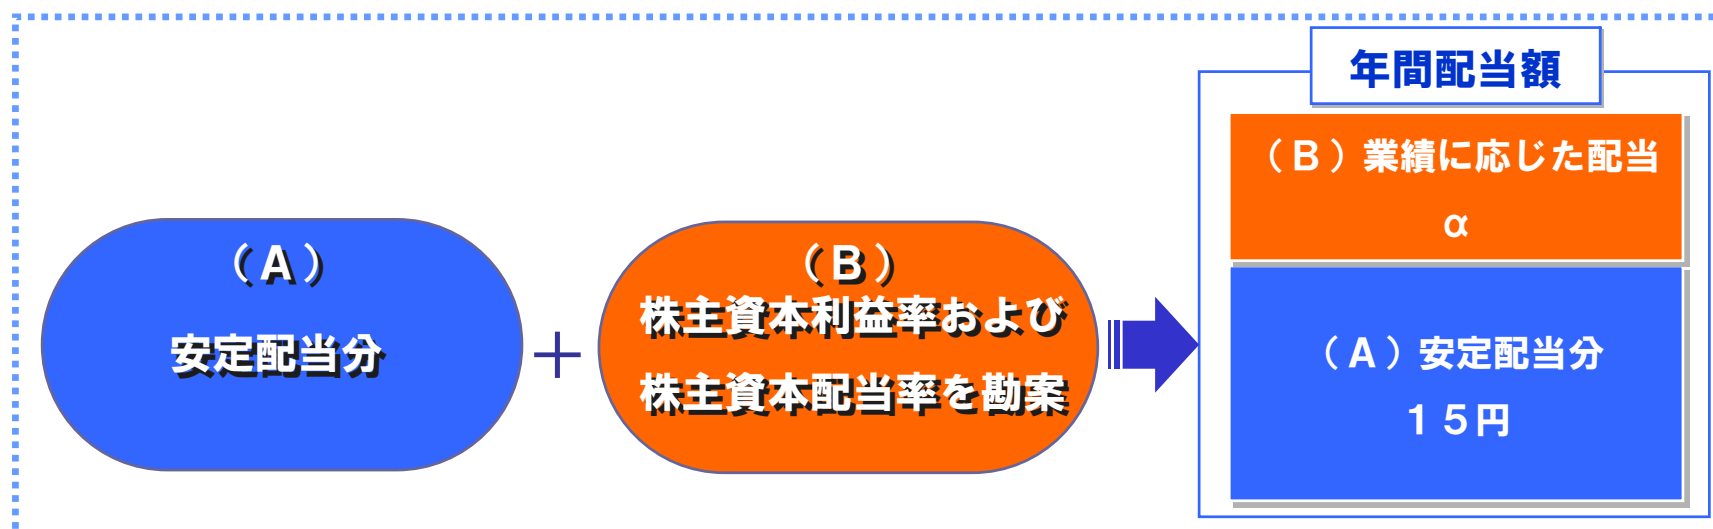 （A）
安定配当分
＋
（B）
株主資本利益率および
株主資本配当率を勘案
年間配当額
（B）業績に応じた配当
α
（A）安定配当分
１５円